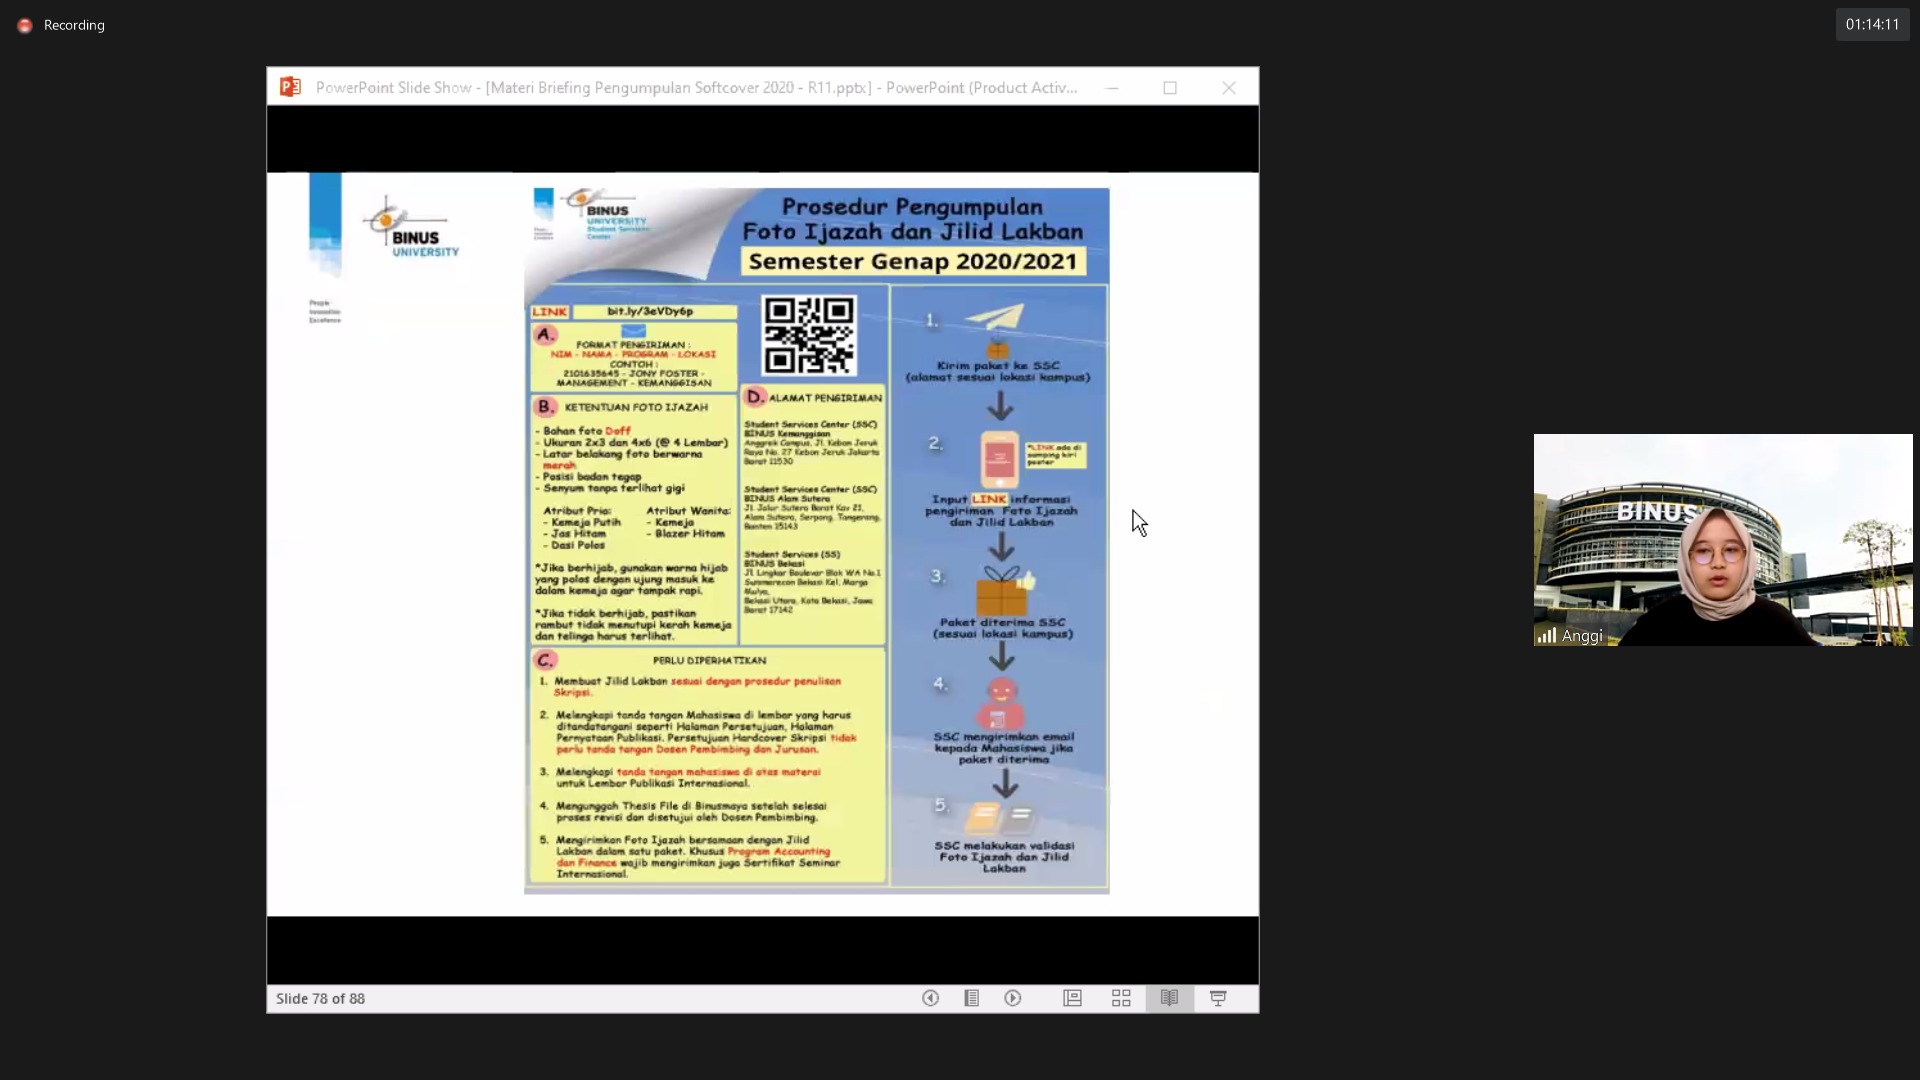 Recording
01:14:11
PowerPoint Slide Show - [Materi Briefing Pengumpulan Softcover 2020 - R11.pptx] - PowerPoint (Product Activ...
BINUS
UNIVERSITY
People
Innovation
Excellence
BINUS
UNIVERSITY
Student Services
Center
Prosedur Pengumpulan
Foto Ijazah dan Jilid Lakban
Semester Genap 2020/2021
LINK bit.ly/3eVDy6p
A.
FORMAT PENGIRIMAN :
NIM - NAMA - PROGRAM - LOKASI
CONTOH :
2101635645 - JONY FOSTER -
MANAGEMENT - KEMANGGISAN
B. KETENTUAN FOTO IJAZAH
- Bahan foto Doff
- Ukuran 2x3 dan 4x6 (@ 4 Lembar)
- Latar belakang foto berwarna
merah
- Posisi badan tegap
- Senyum tanpa terlihat gigi
Atribut Pria:
- Kemeja Putih
- Jas Hitam
- Dasi Polos
Atribut Wanita:
- Kemeja
- Blazer Hitam
*Jika berhijab, gunakan warna hijab
yang polos dengan ujung masuk ke
dalam kemeja agar tampak rapi.
*Jika tidak berhijab, pastikan
rambut tidak menutupi kerah kemeja
dan telinga harus terlihat.
D. ALAMAT PENGIRIMAN
Student Services Center (SSC)
BINUS Kemanggisan
Anggrek Campus, Jl. Kebon Jeruk
Raya No. 27 Kebon Jeruk Jakarta
Barat 11530
Student Services Center (SSC)
BINUS Alam Sutera
Jl. Jalur Sutera Barat Kav 21,
Alam Sutera, Serpong, Tangerang,
Banten 15143
Student Services (SS)
BINUS Bekasi
Jl. Lingkar Boulevar Blok WA No.1
Summarecon Bekasi Kel. Marga
Mulya,
Bekasi Utara, Kota Bekasi, Jawa
Barat 17142
C. PERLU DIPERHATIKAN
1. Membuat Jilid Lakban sesuai dengan prosedur penulisan
Skripsi.
2. Melengkapi tanda tangan Mahasiswa di lembar yang harus
ditandatangani seperti Halaman Persetujuan, Halaman
Pernyataan Publikasi. Persetujuan Hardcover Skripsi tidak
perlu tanda tangan Dosen Pembimbing dan Jurusan.
3. Melengkapi tanda tangan mahasiswa di atas materai
untuk Lembar Publikasi Internasional.
4. Mengunggah Thesis File di Binusmaya setelah selesai
proses revisi dan disetujui oleh Dosen Pembimbing.
5. Mengirimkan Foto Ijazah bersamaan dengan Jilid
Lakban dalam satu paket. Khusus Program Accounting
dan Finance wajib mengirimkan juga Sertifikat Seminar
Internasional.
1.
Kirim paket ke SSC
(alamat sesuai lokasi kampus)
2.
*LINK ada di
samping kiri
poster
Input LINK informasi
pengiriman Foto Ijazah
dan Jilid Lakban
3.
Paket diterima SSC
(sesuai lokasi kampus)
4.
SSC mengirimkan email
kepada Mahasiswa jika
paket diterima
5.
SSC melakukan validasi
Foto Ijazah dan Jilid
Lakban
BINUS
Anggi
Slide 78 of 88